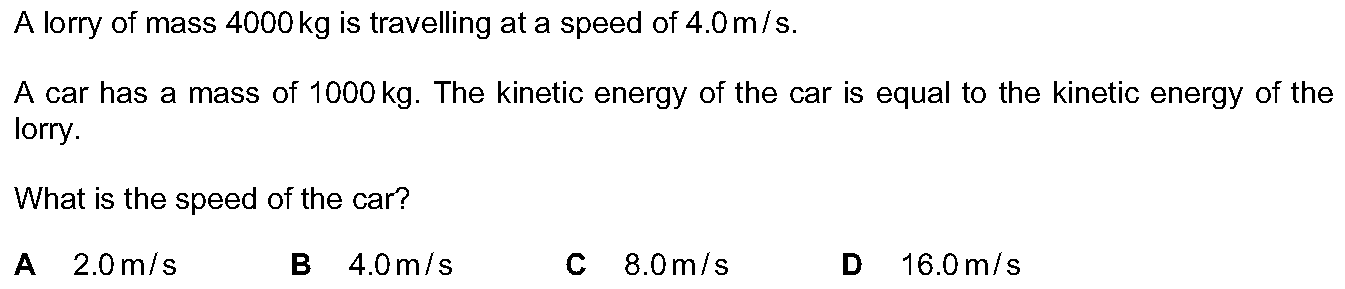 A lorry of mass 4000 kg is travelling at a speed of 4.0 m / s.
A car has a mass of 1000 kg. The kinetic energy of the car is equal to the kinetic energy of the
lorry.
What is the speed of the car?
A 2.0 m / s B 4.0 m / s C 8.0 m / s D 16.0 m / s